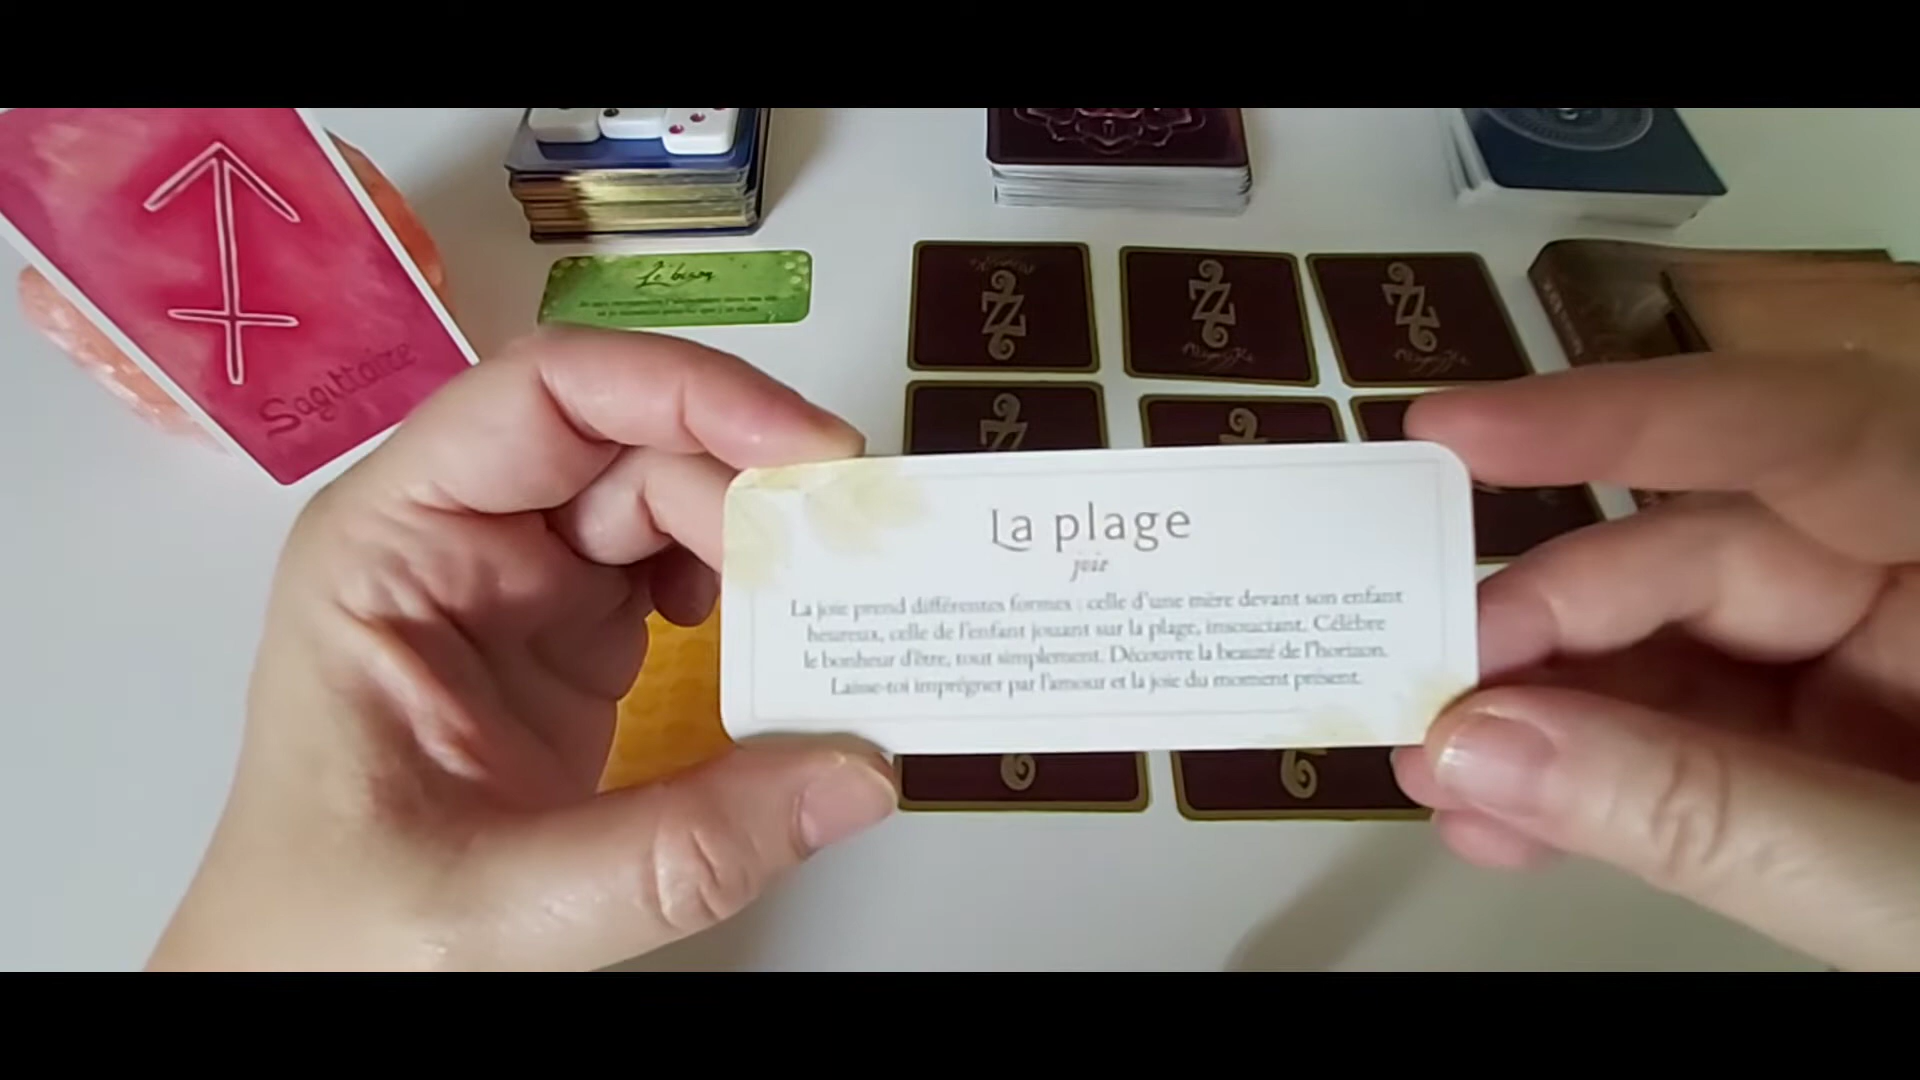 Sagittaire
La plage
joie
La joie prend différentes formes : celle d'une mère devant son enfant
heureux, celle de l'enfant jouant sur la plage, insouciant. Célèbre
le bonheur d'être, tout simplement. Découvre la beauté de l'horizon.
Laisse-toi imprégner par l'amour et la joie du moment présent.